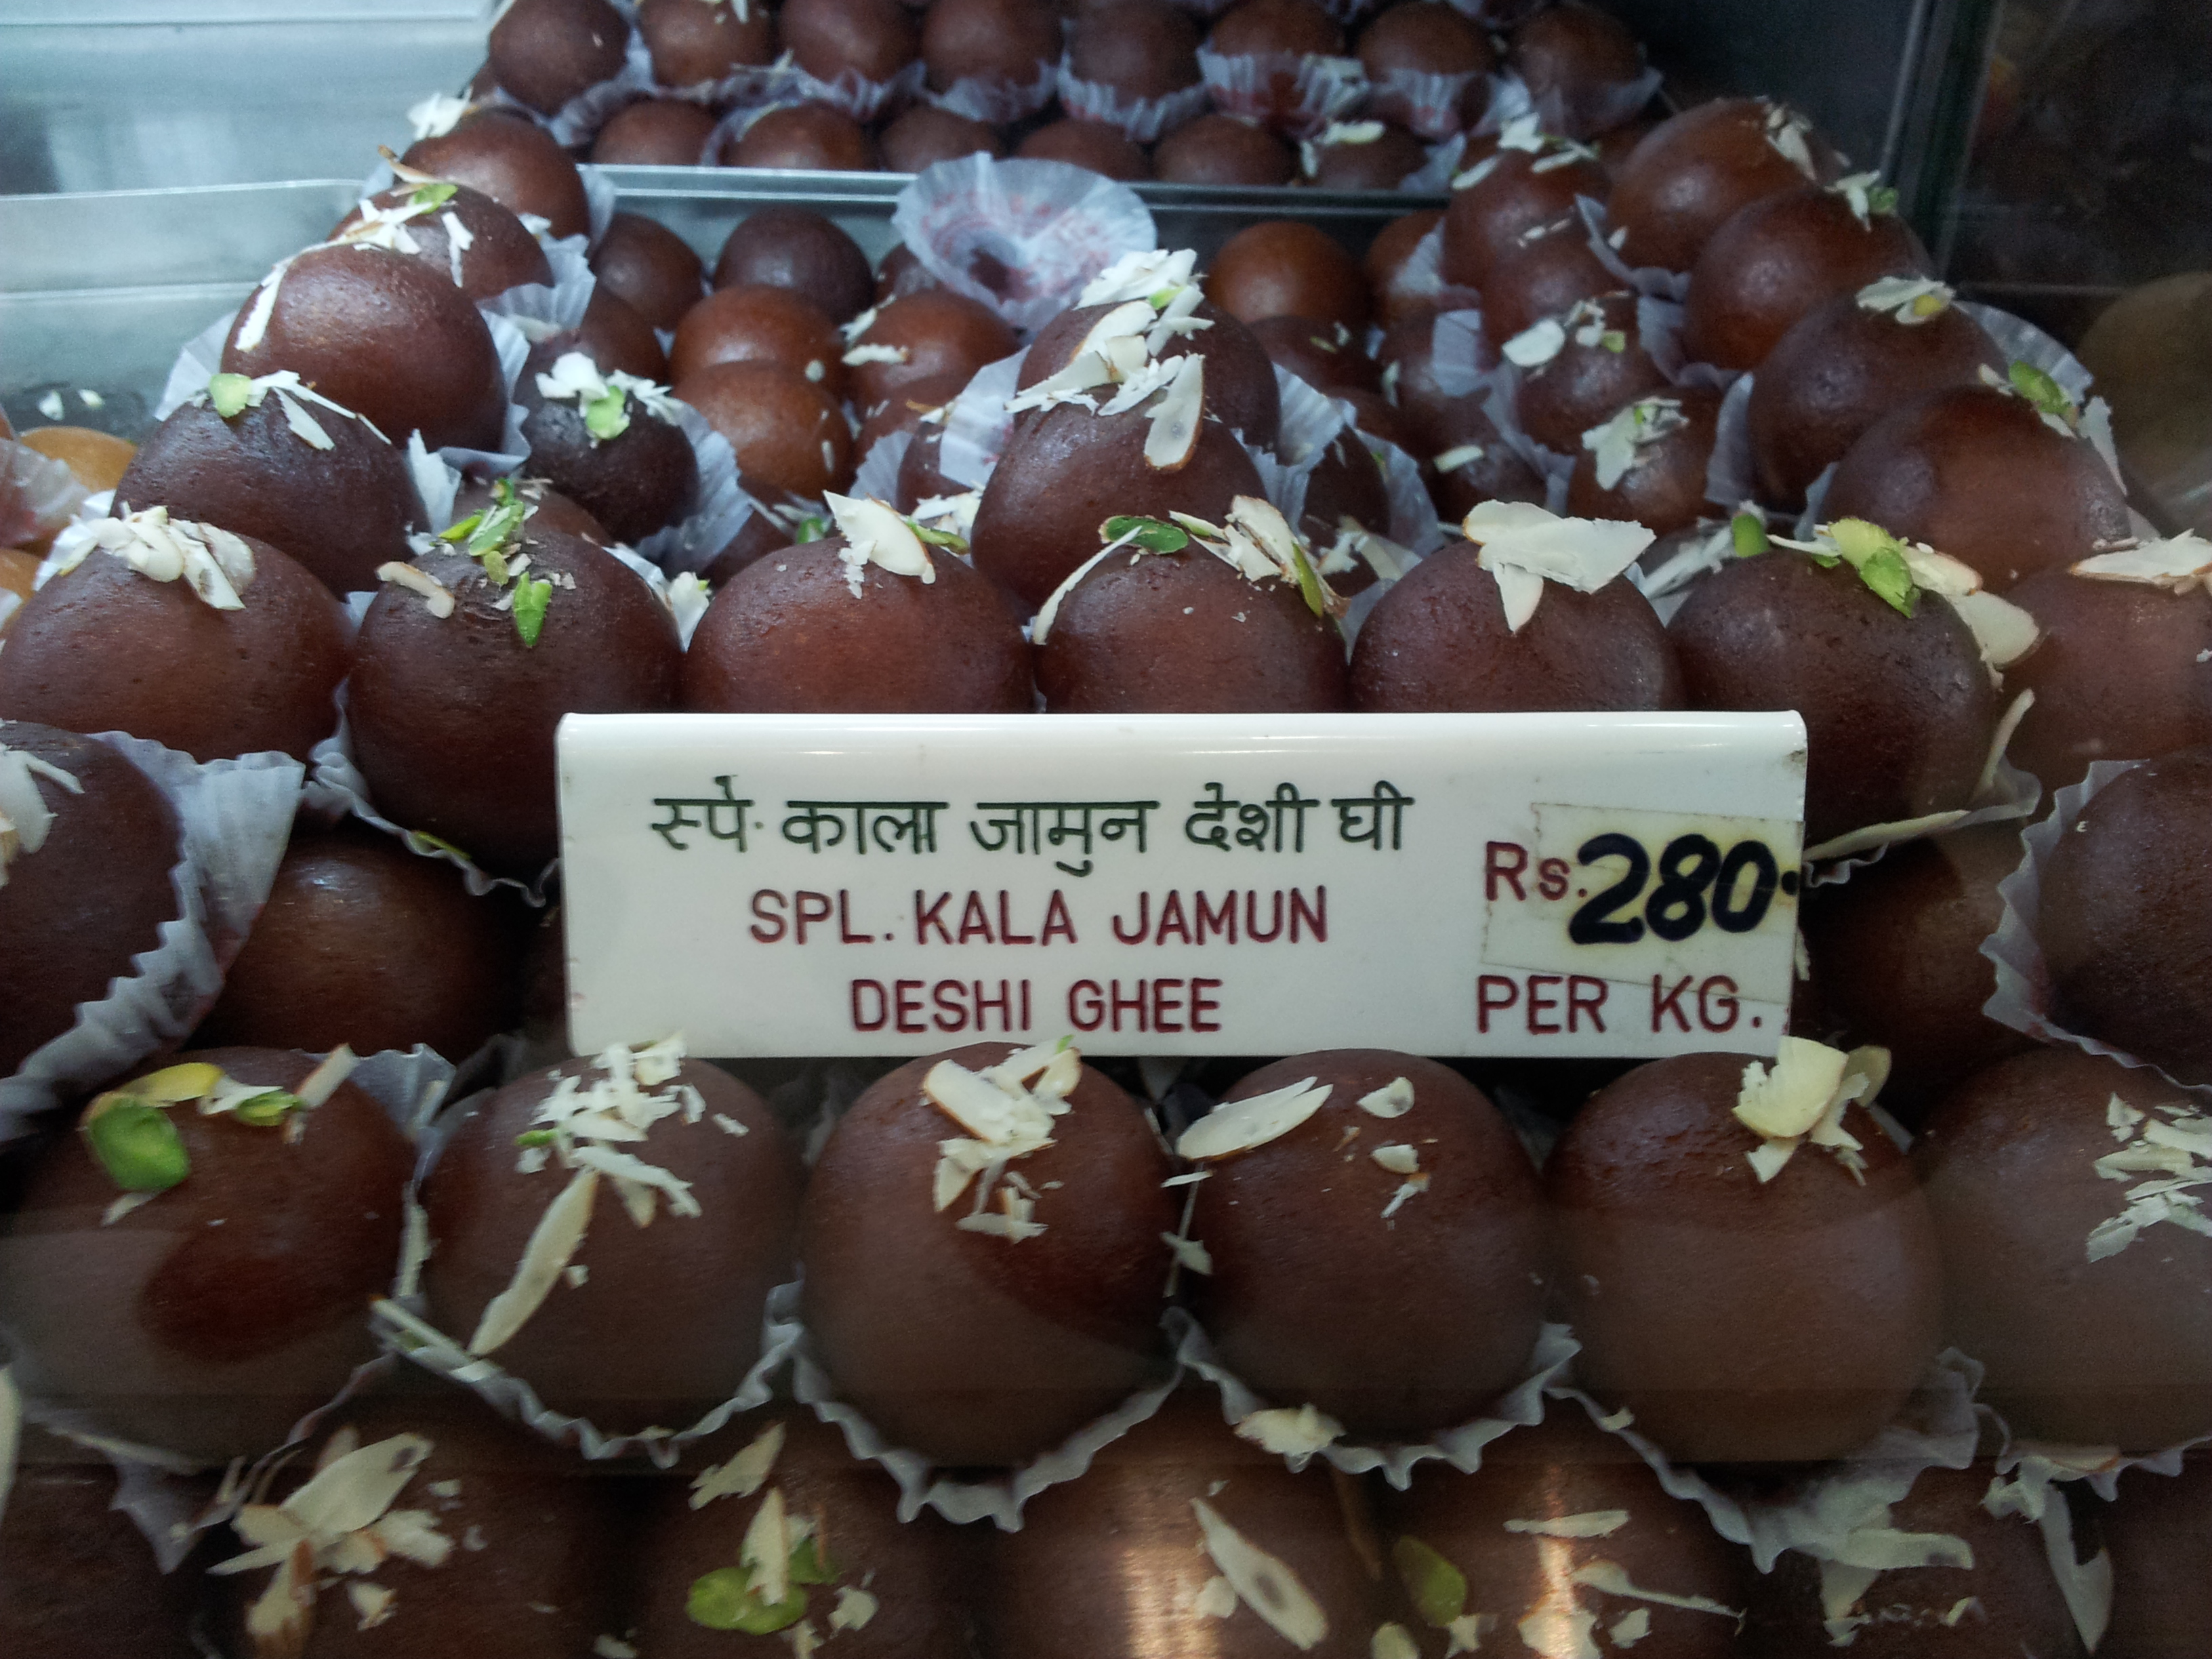 स्पे॰ काला जामुन देशी घी
SPL. KALA JAMUN
DESHI GHEE
Rs. 280.
PER KG.